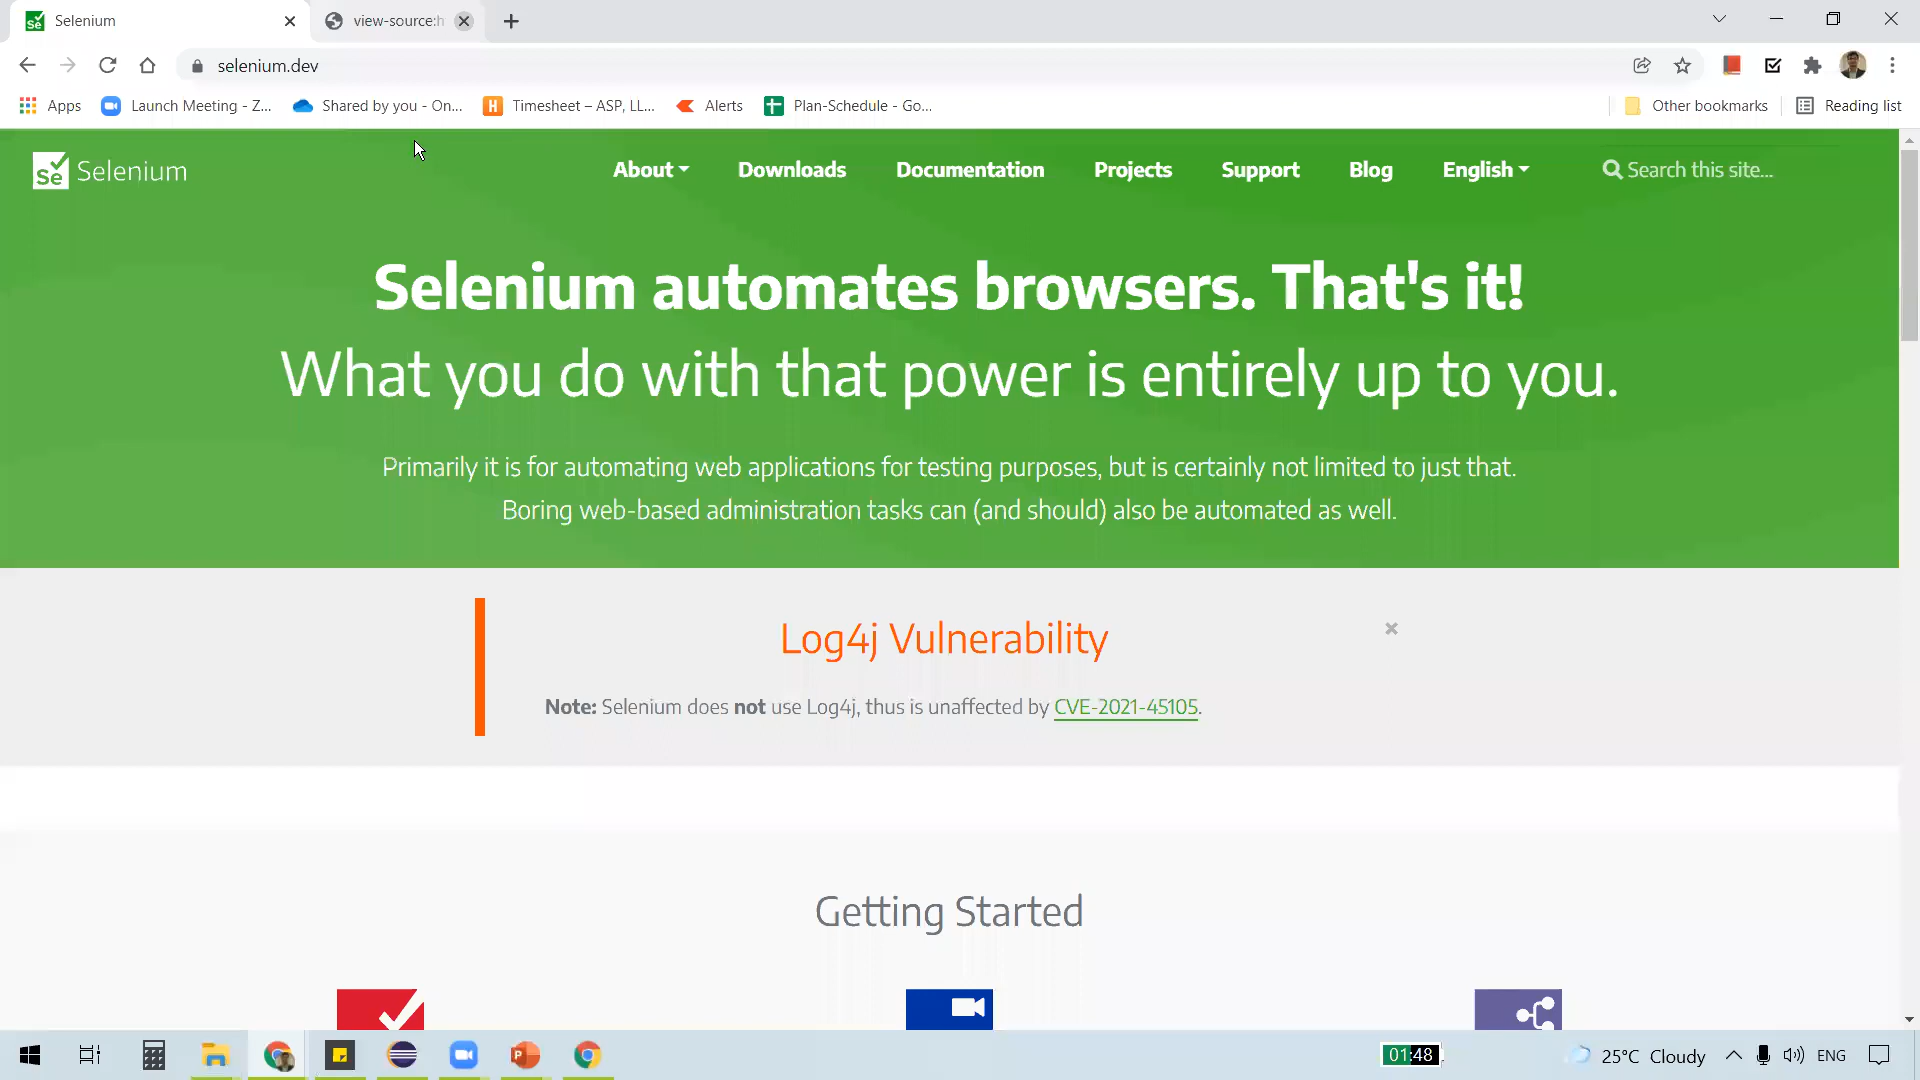 Selenium
view-source:h
selenium.dev
Apps
Launch Meeting - Z...
Shared by you - On...
Timesheet – ASP, LL...
Alerts
Plan-Schedule - Go...
Other bookmarks
Reading list
Se Selenium
About
Downloads
Documentation
Projects
Support
Blog
English
Search this site...
Selenium automates browsers. That's it!
What you do with that power is entirely up to you.
Primarily it is for automating web applications for testing purposes, but is certainly not limited to just that.
Boring web-based administration tasks can (and should) also be automated as well.
Log4j Vulnerability
Note: Selenium does not use Log4j, thus is unaffected by CVE-2021-45105.
Getting Started
01:48
25°C Cloudy
ENG